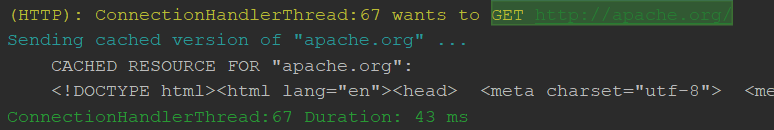 (HTTP): ConnectionHandlerThread:67 wants to GET http://apache.org/
Sending cached version of "apache.org" ...
CACHED RESOURCE FOR "apache.org":
<!DOCTYPE html><html lang="en"><head>  <meta charset="utf-8">  <me
ConnectionHandlerThread:67 Duration: 43 ms